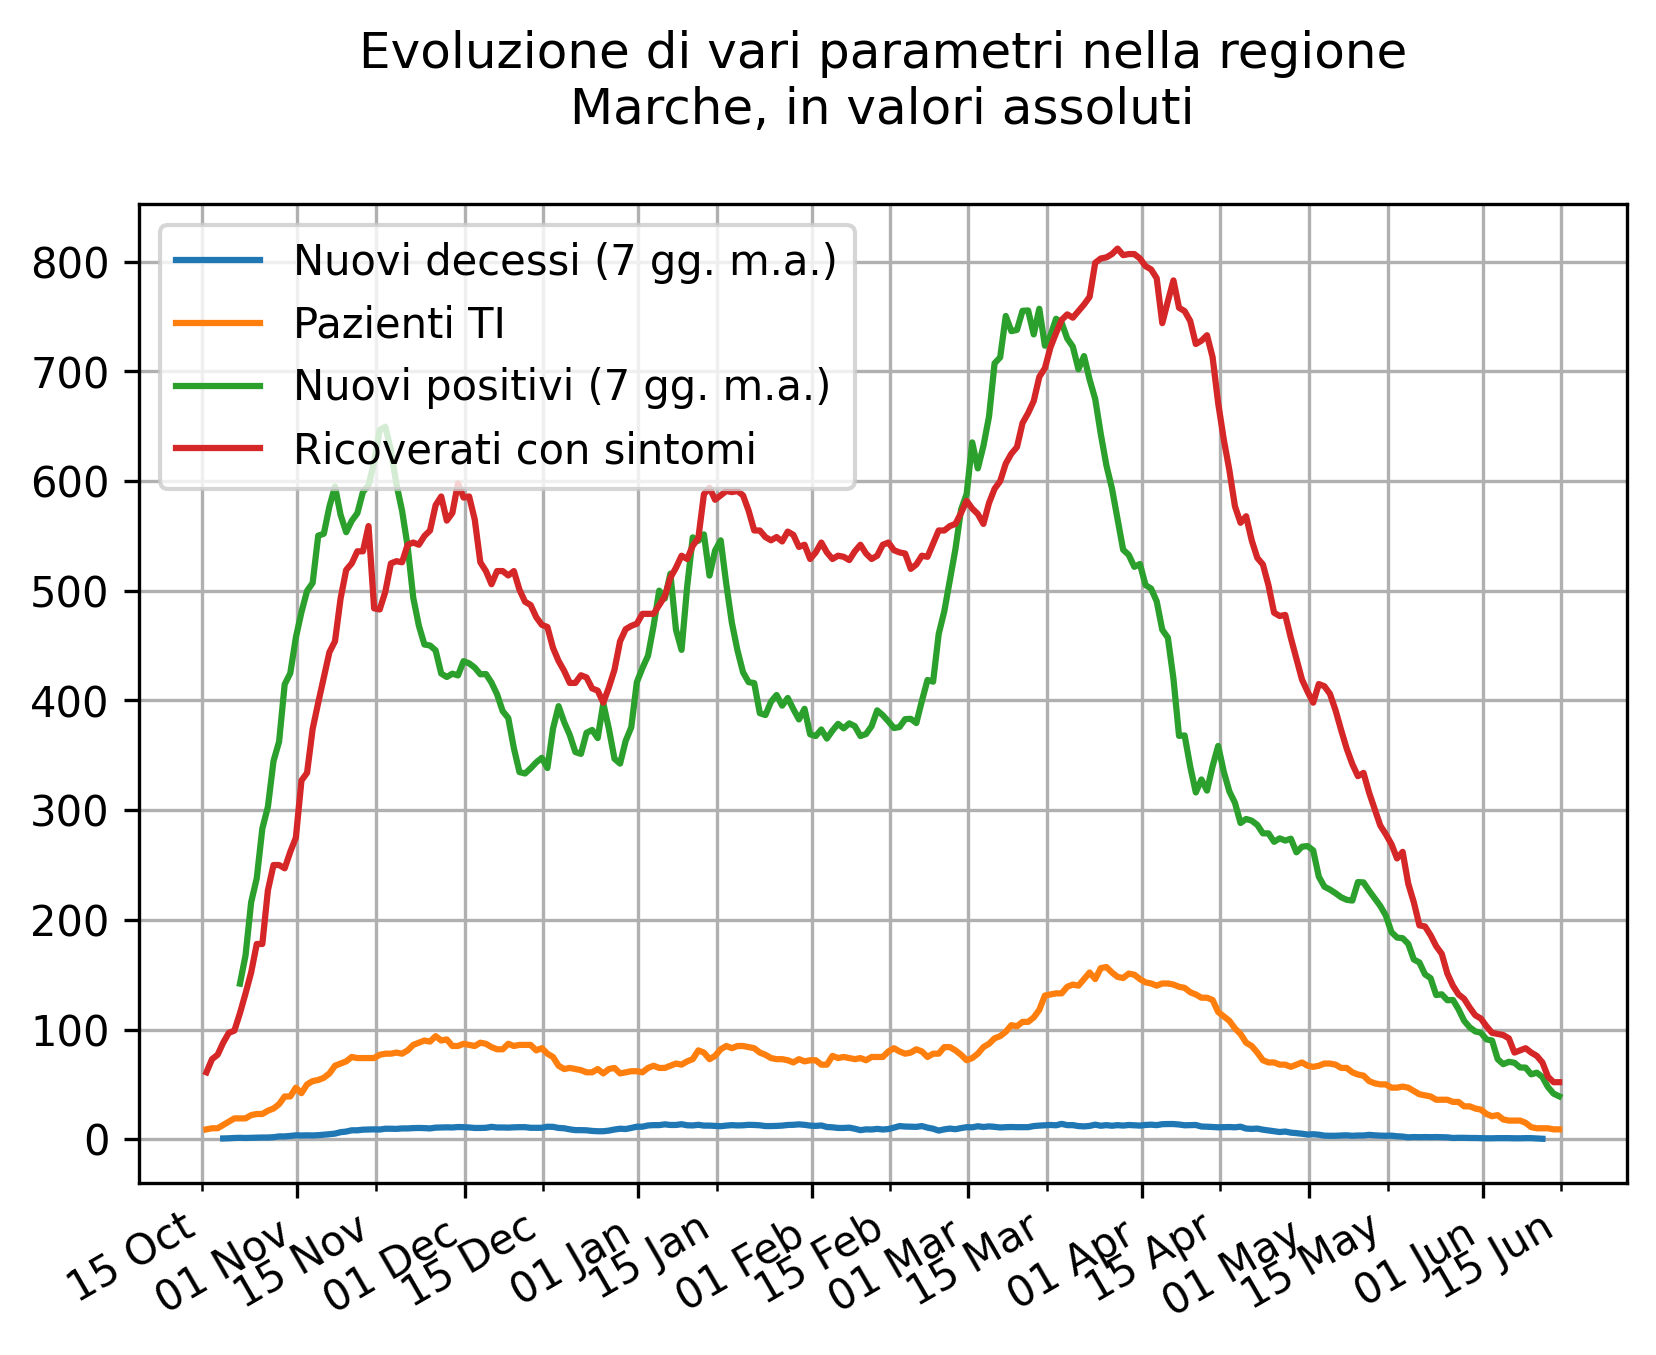 Evoluzione di vari parametri nella regione
Marche, in valori assoluti
Nuovi decessi (7 gg. m.a.)
Pazienti TI
Nuovi positivi (7 gg. m.a.)
Ricoverati con sintomi
800
700
600
500
400
300
200
100
0
15 Oct
01 Nov
15 Nov
01 Dec
15 Dec
01 Jan
15 Jan
01 Feb
15 Feb
01 Mar
15 Mar
01 Apr
15 Apr
01 May
15 May
01 Jun
15 Jun